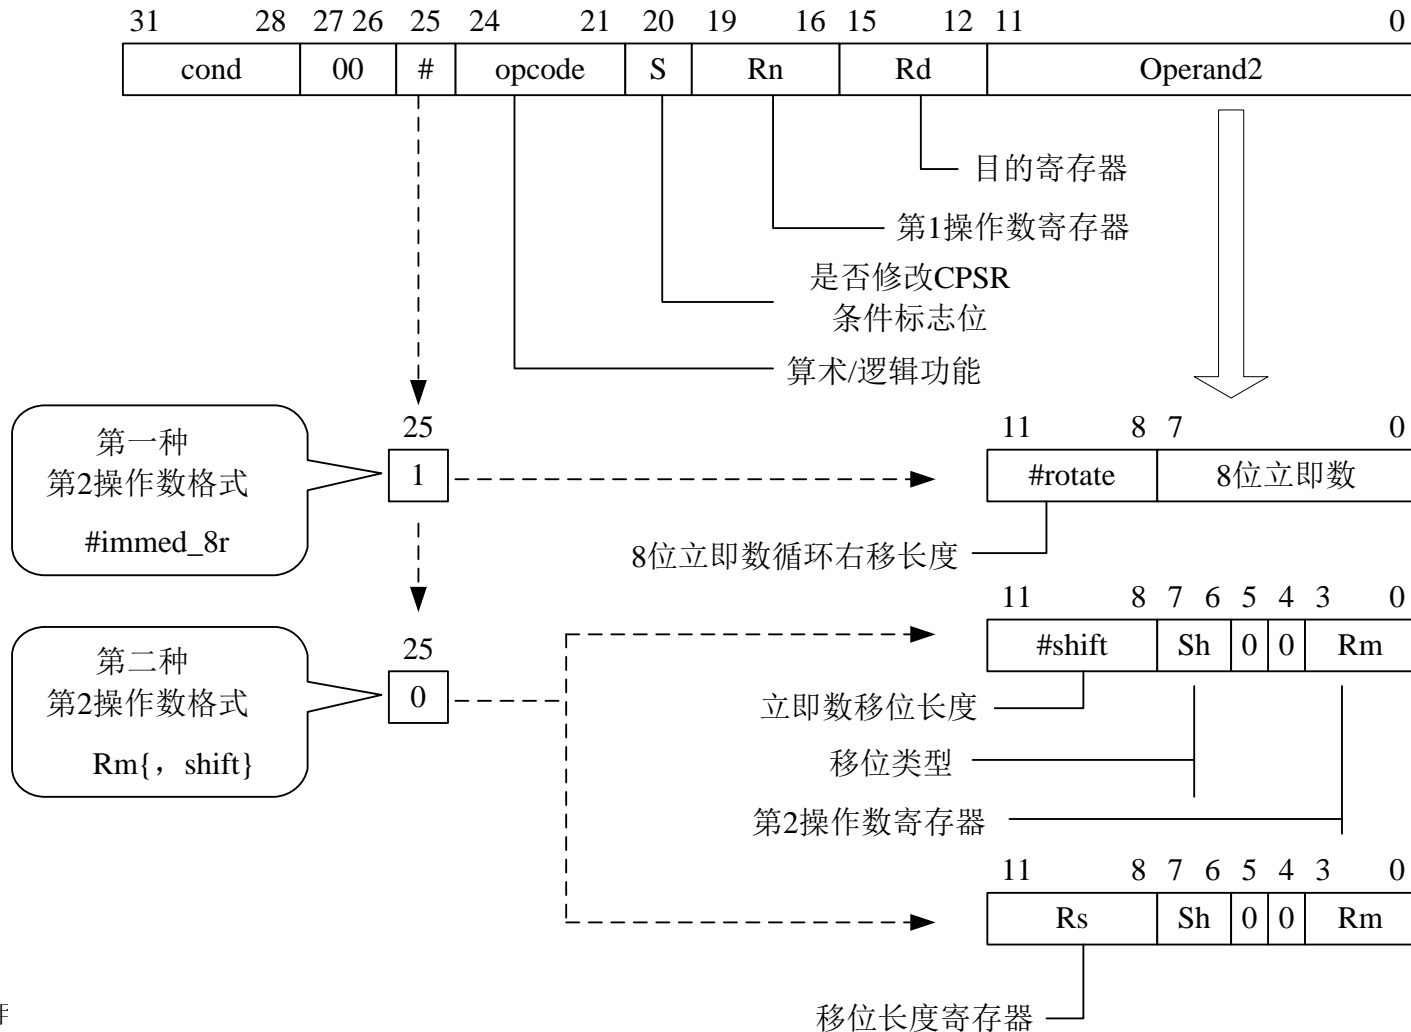 31 28 27 26 25 24 21 20 19 16 15 12 11 0
cond 00 # opcode S Rn Rd Operand2
目的寄存器
第1操作数寄存器
是否修改CPSR
条件标志位
算术/逻辑功能
第一种
第2操作数格式
#immed_8r
25
1
11 8 7 0
#rotate 8位立即数
8位立即数循环右移长度
第二种
第2操作数格式
Rm{，shift}
25
0
11 8 7 6 5 4 3 0
#shift Sh 0 0 Rm
立即数移位长度
移位类型
第2操作数寄存器
11 8 7 6 5 4 3 0
Rs Sh 0 0 Rm
移位长度寄存器